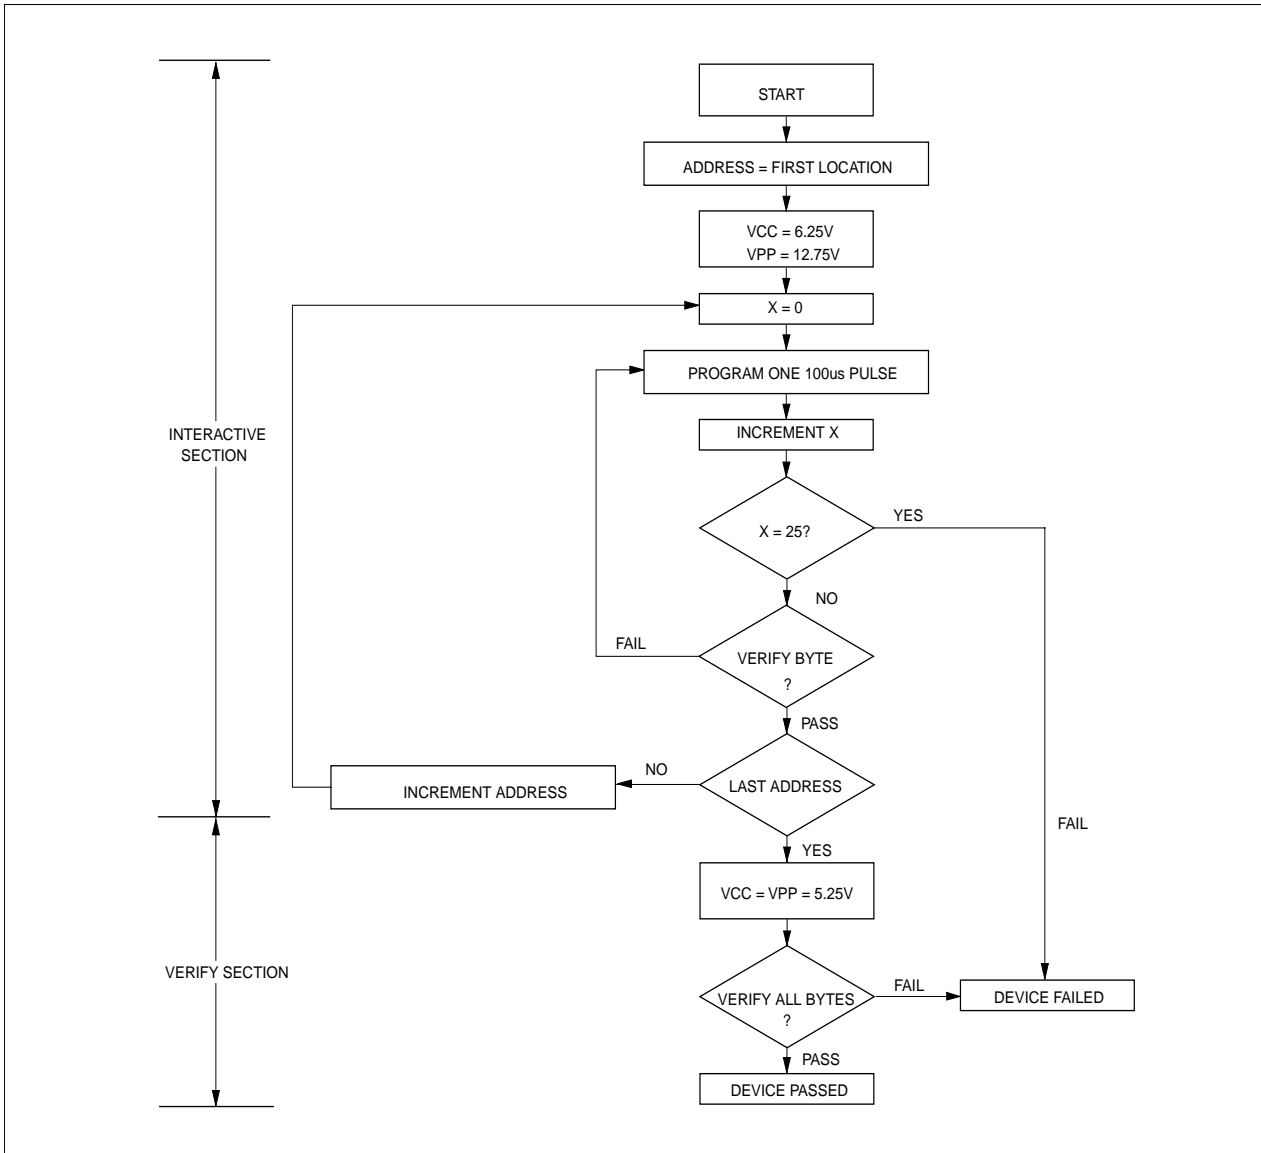 START
ADDRESS = FIRST LOCATION
VCC = 6.25V
VPP = 12.75V
X = 0
PROGRAM ONE 100us PULSE
INCREMENT X
INTERACTIVE
SECTION
X = 25?
YES
NO
FAIL
VERIFY BYTE
?
PASS
NO
LAST ADDRESS
INCREMENT ADDRESS
FAIL
YES
VCC = VPP = 5.25V
VERIFY SECTION
VERIFY ALL BYTES
?
FAIL
DEVICE FAILED
PASS
DEVICE PASSED